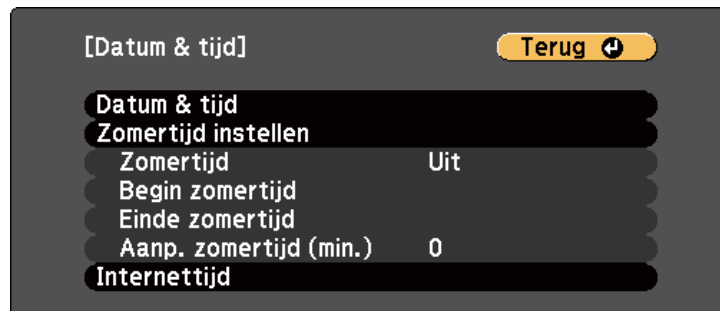 [Datum & tijd] Terug
Datum & tijd
Zomertijd instellen
Zomertijd Uit
Begin zomertijd
Einde zomertijd
Aanp. zomertijd (min.) 0
Internettijd